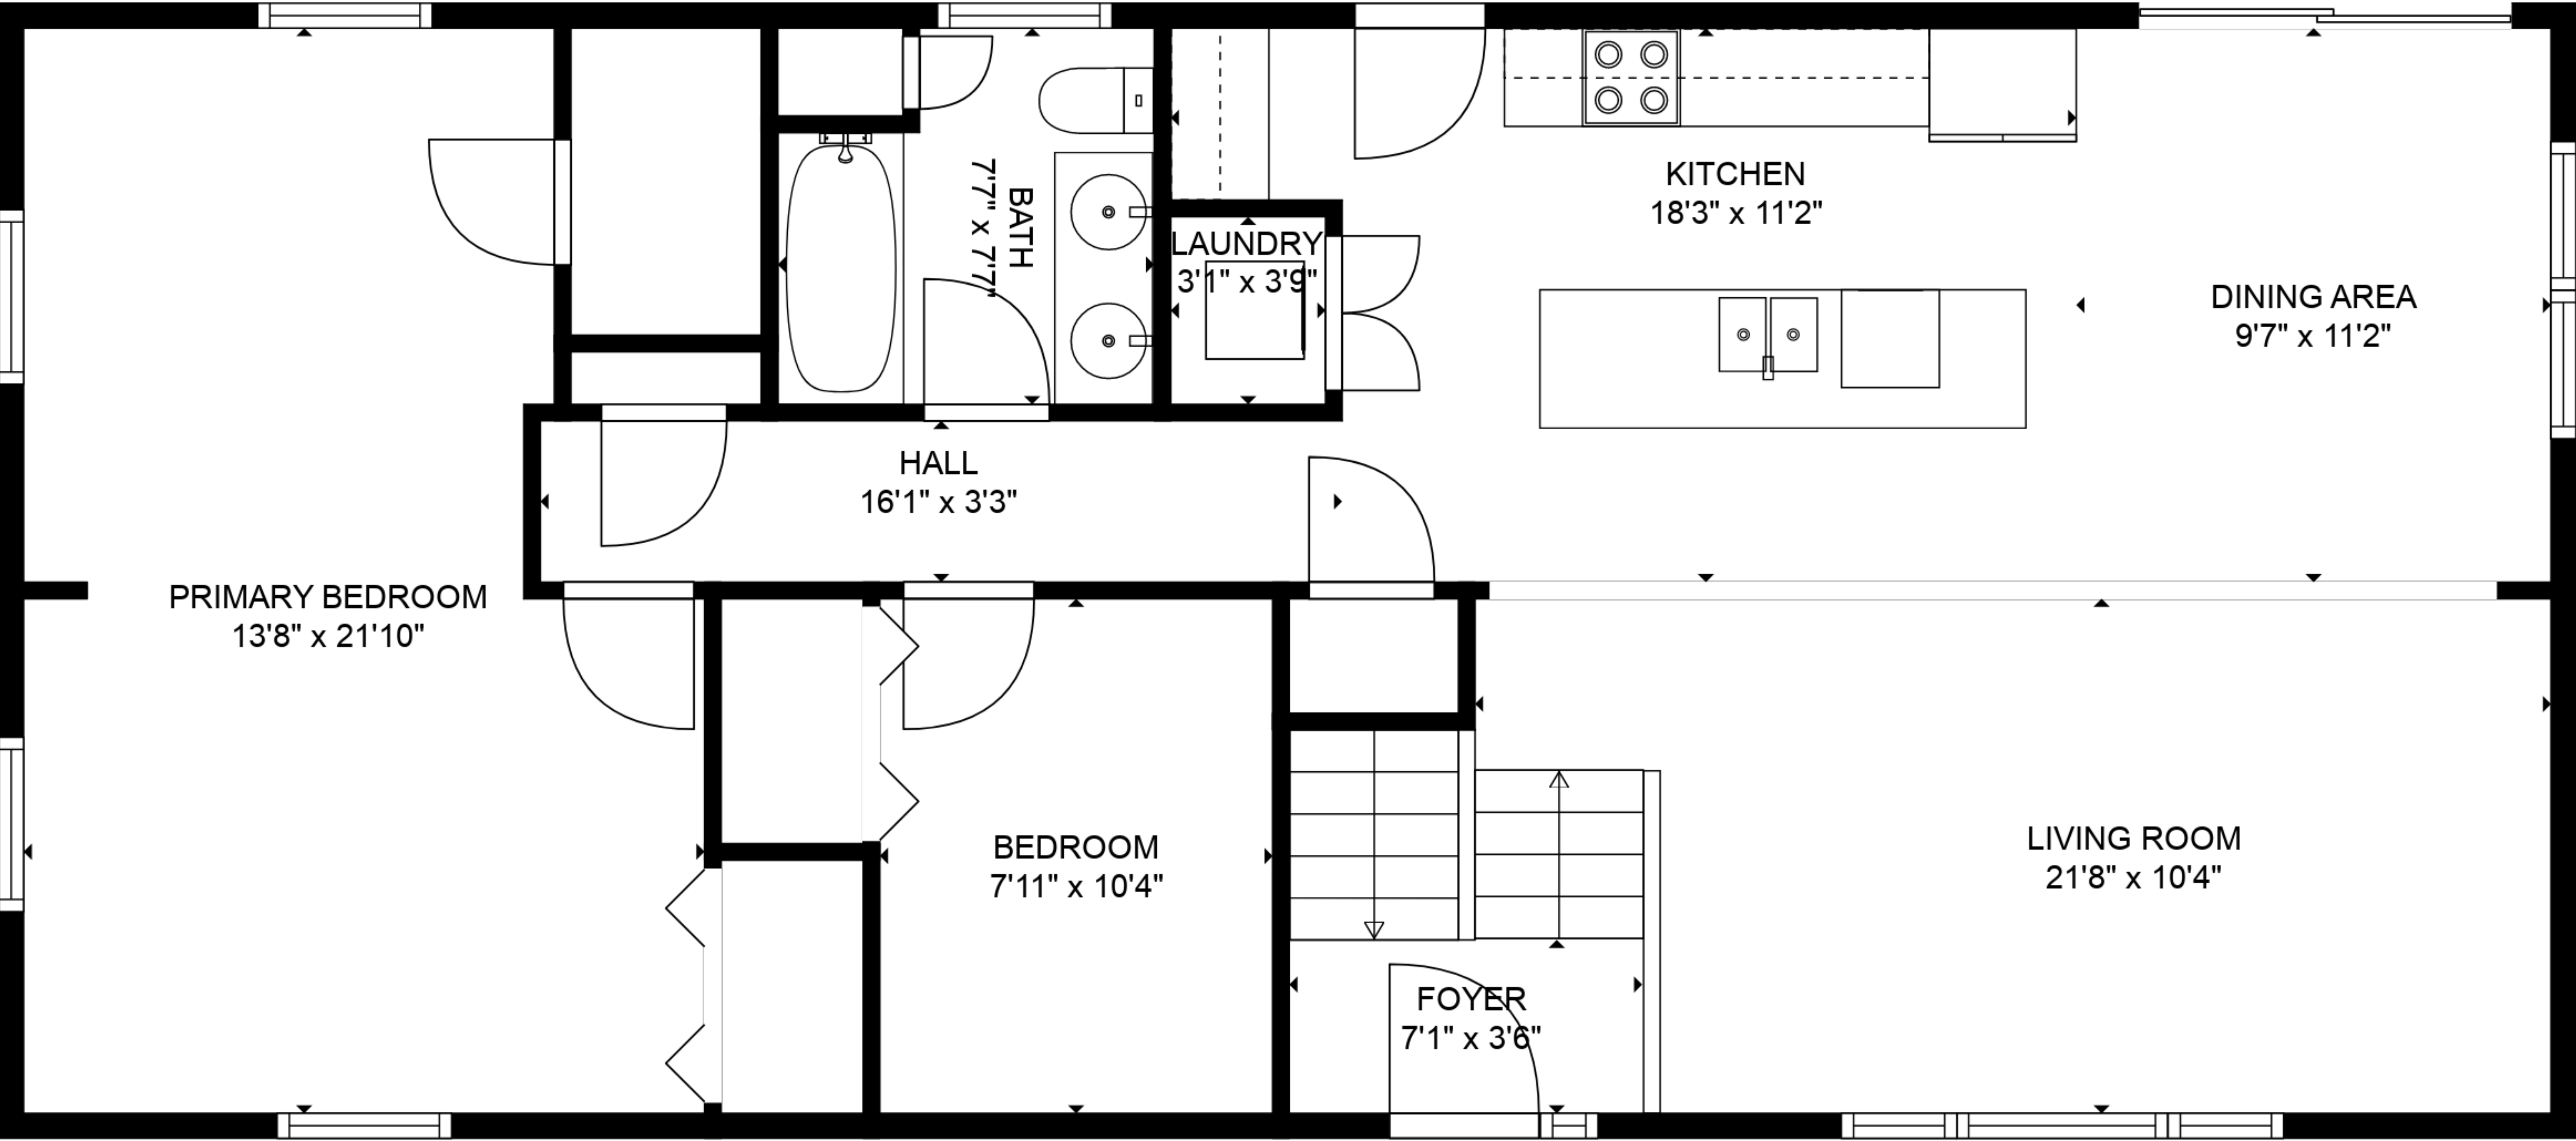 BATH
7'7" x 7'7"
KITCHEN
18'3" x 11'2"
LAUNDRY
3'1" x 3'9"
DINING AREA
9'7" x 11'2"
HALL
16'1" x 3'3"
PRIMARY BEDROOM
13'8" x 21'10"
BEDROOM
7'11" x 10'4"
LIVING ROOM
21'8" x 10'4"
FOYER
7'1" x 3'6"